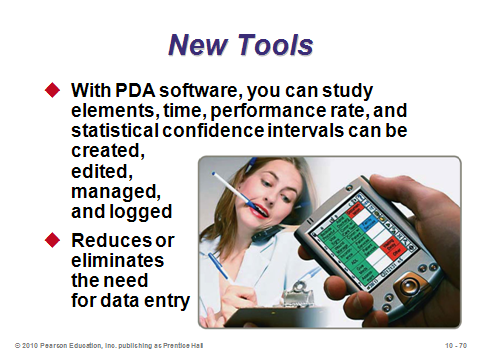 New Tools
With PDA software, you can study
elements, time, performance rate, and
statistical confidence intervals can be
created,
edited,
managed,
and logged
Reduces or
eliminates
the need
for data entry
© 2010 Pearson Education, Inc. publishing as Prentice Hall
10 - 70